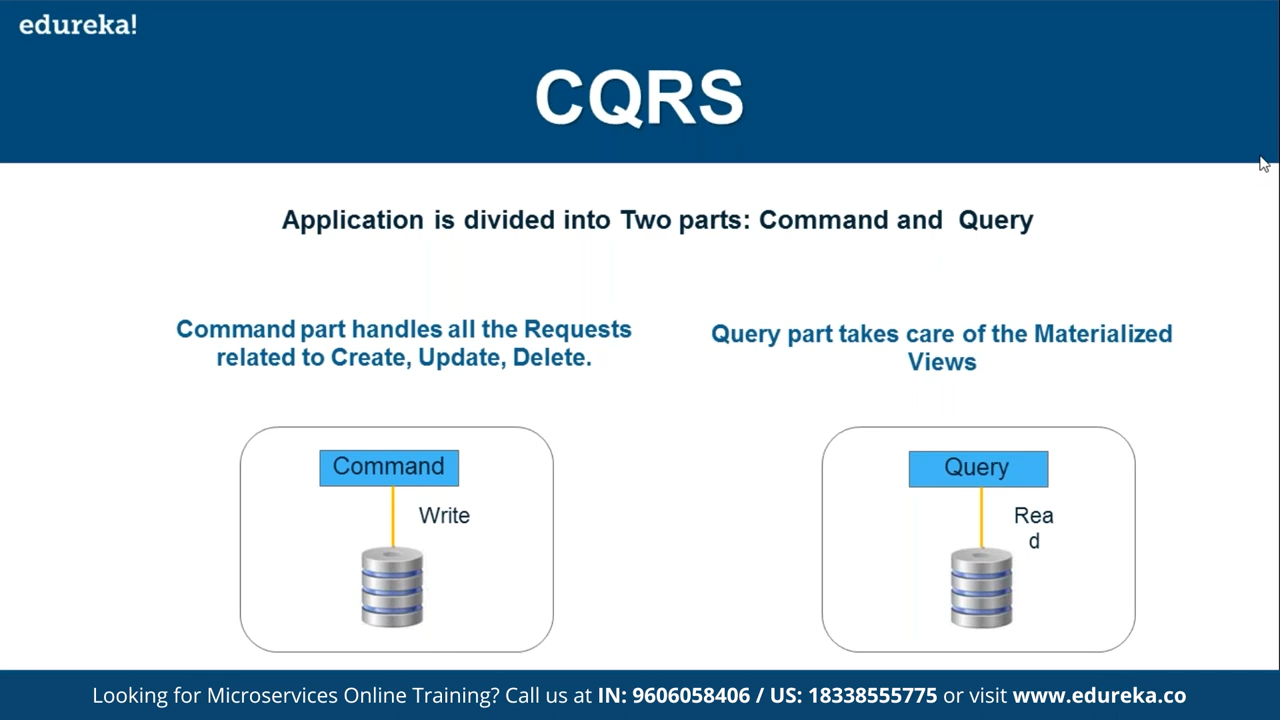 edureka!
CQRS
Application is divided into Two parts: Command and Query
Command part handles all the Requests
related to Create, Update, Delete.
Query part takes care of the Materialized
Views
Command
Write
Query
Rea
d
Looking for Microservices Online Training? Call us at IN: 9606058406 / US: 18338555775 or visit www.edureka.co